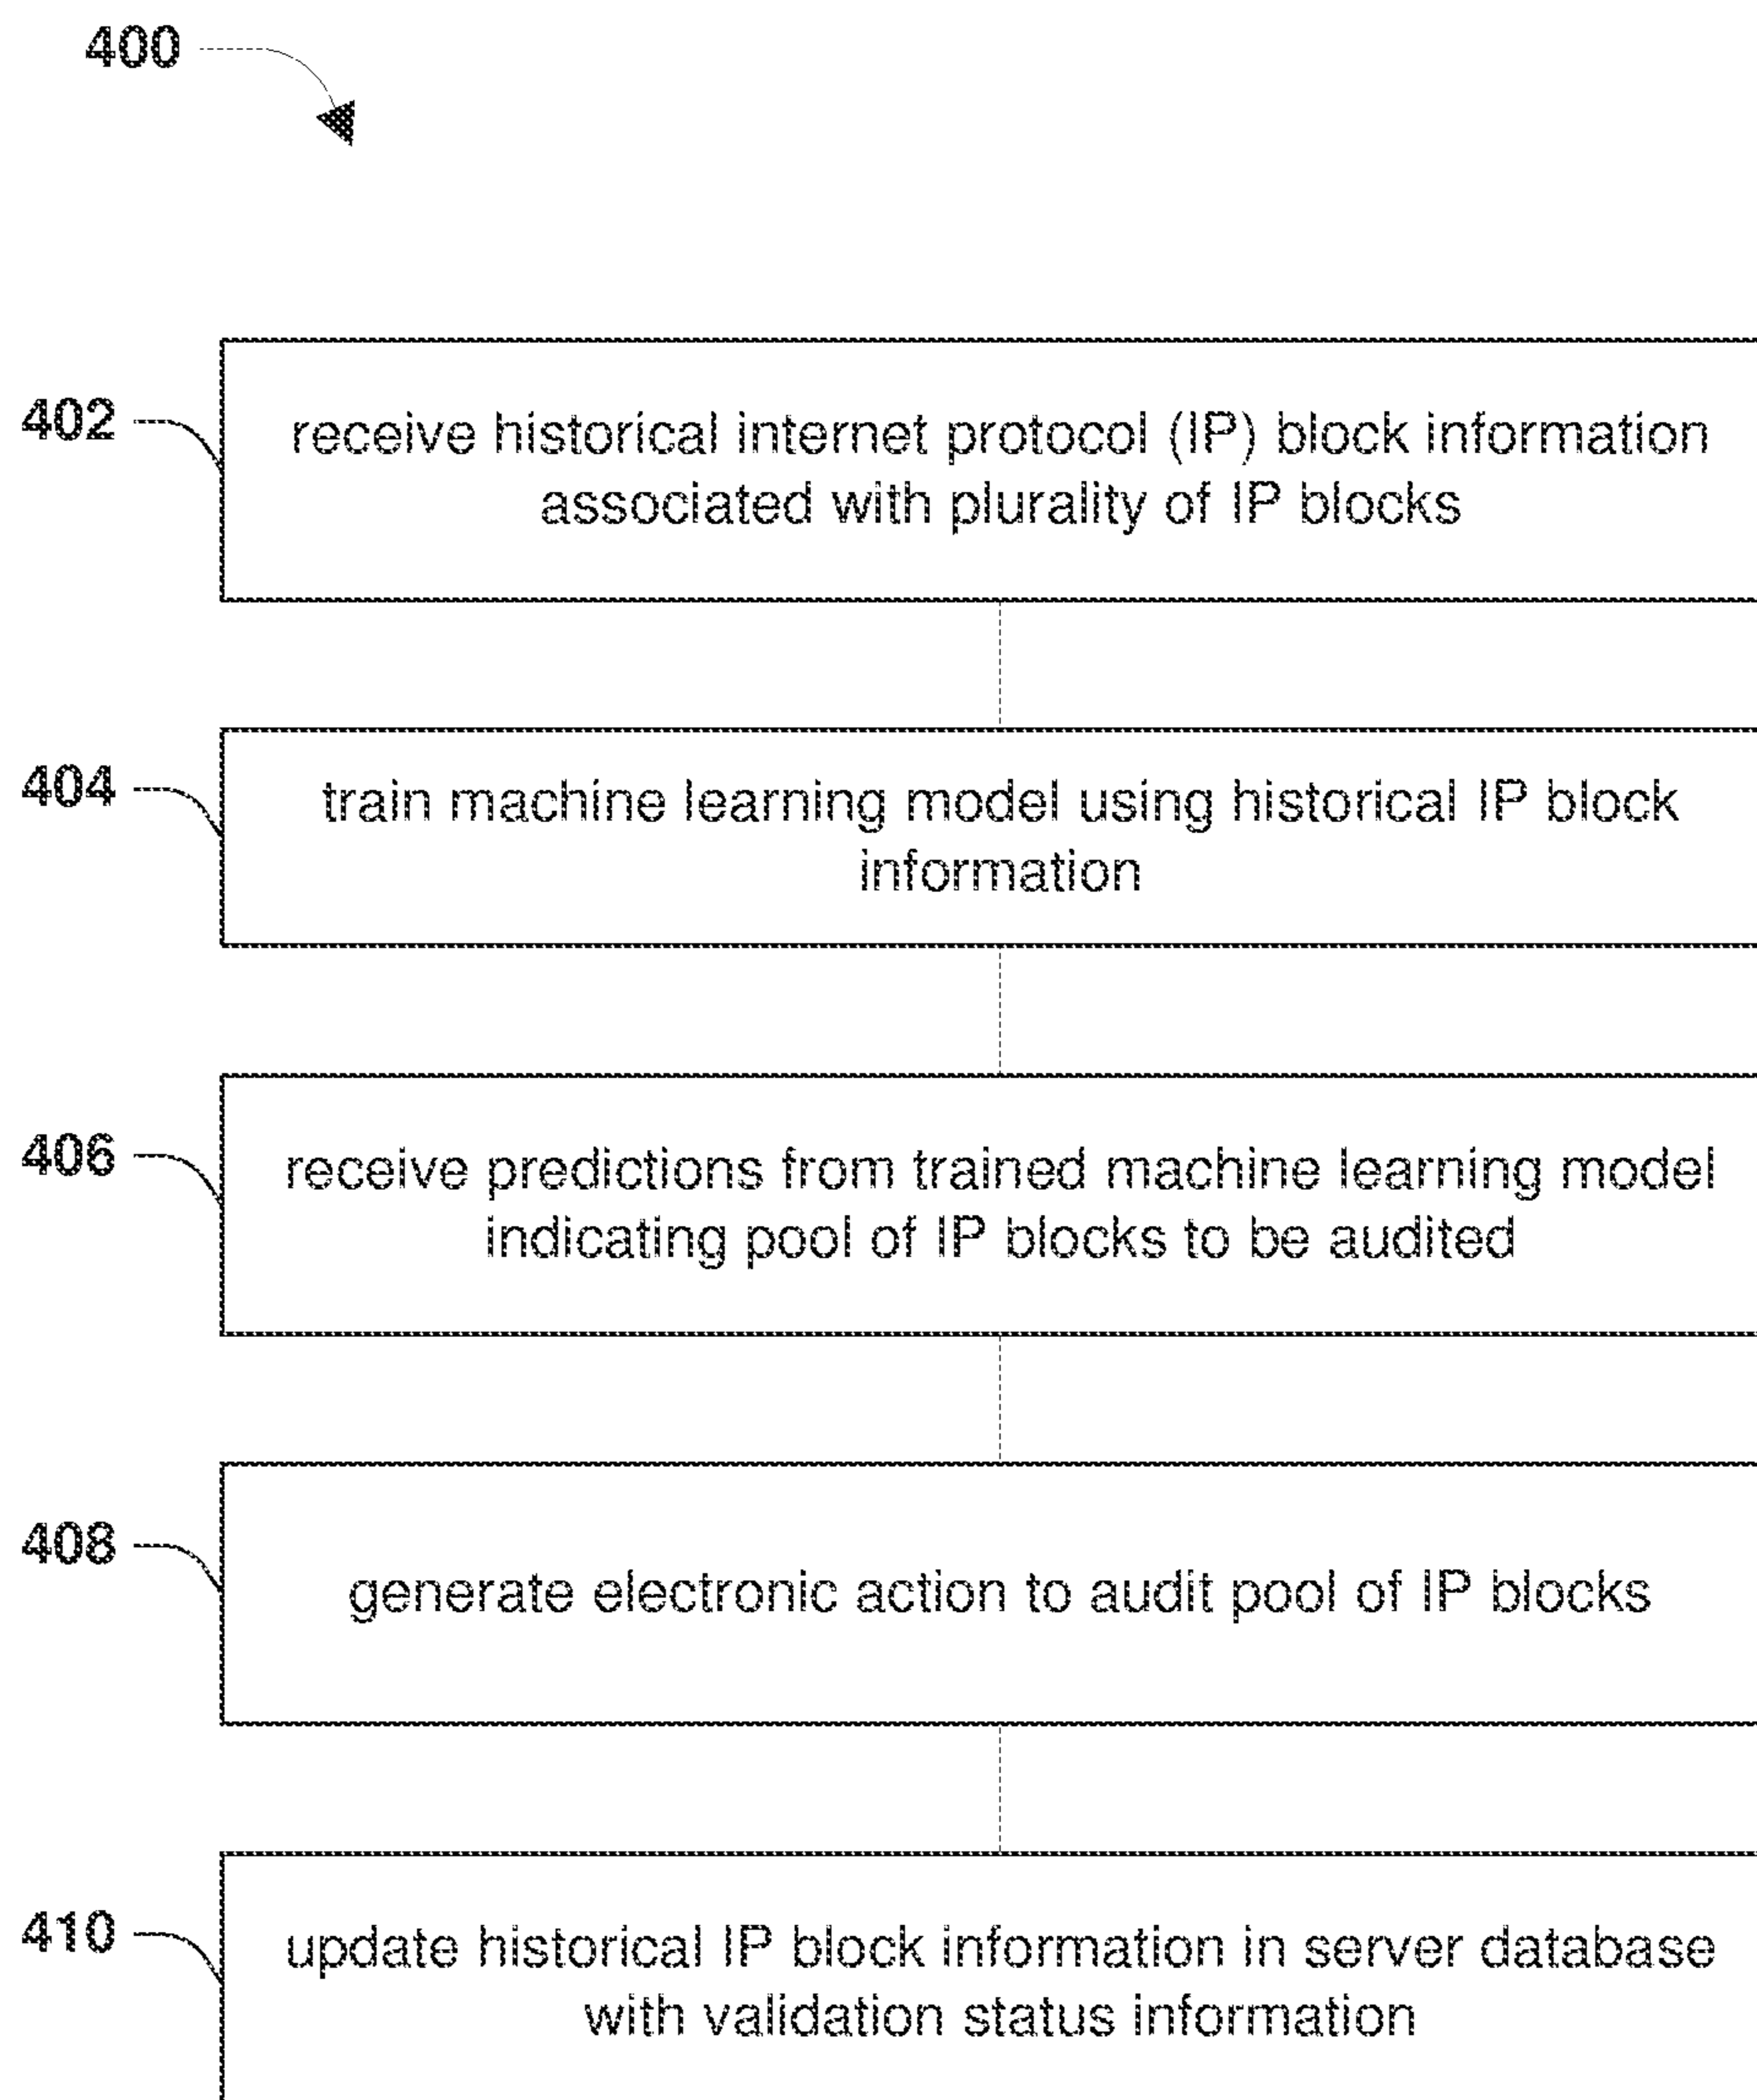 400
402
receive historical internet protocol (IP) block information
associated with plurality of IP blocks
404
train machine learning model using historical IP block
information
406
receive predictions from trained machine learning model
indicating pool of IP blocks to be audited
408
generate electronic action to audit pool of IP blocks
410
update historical IP block information in server database
with validation status information